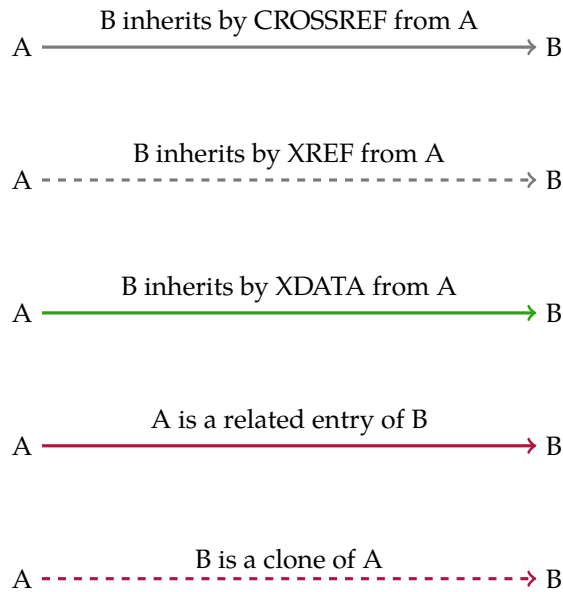 B inherits by CROSSREF from A
A B
B inherits by XREF from A
A B
B inherits by XDATA from A
A B
A is a related entry of B
A B
B is a clone of A
A B